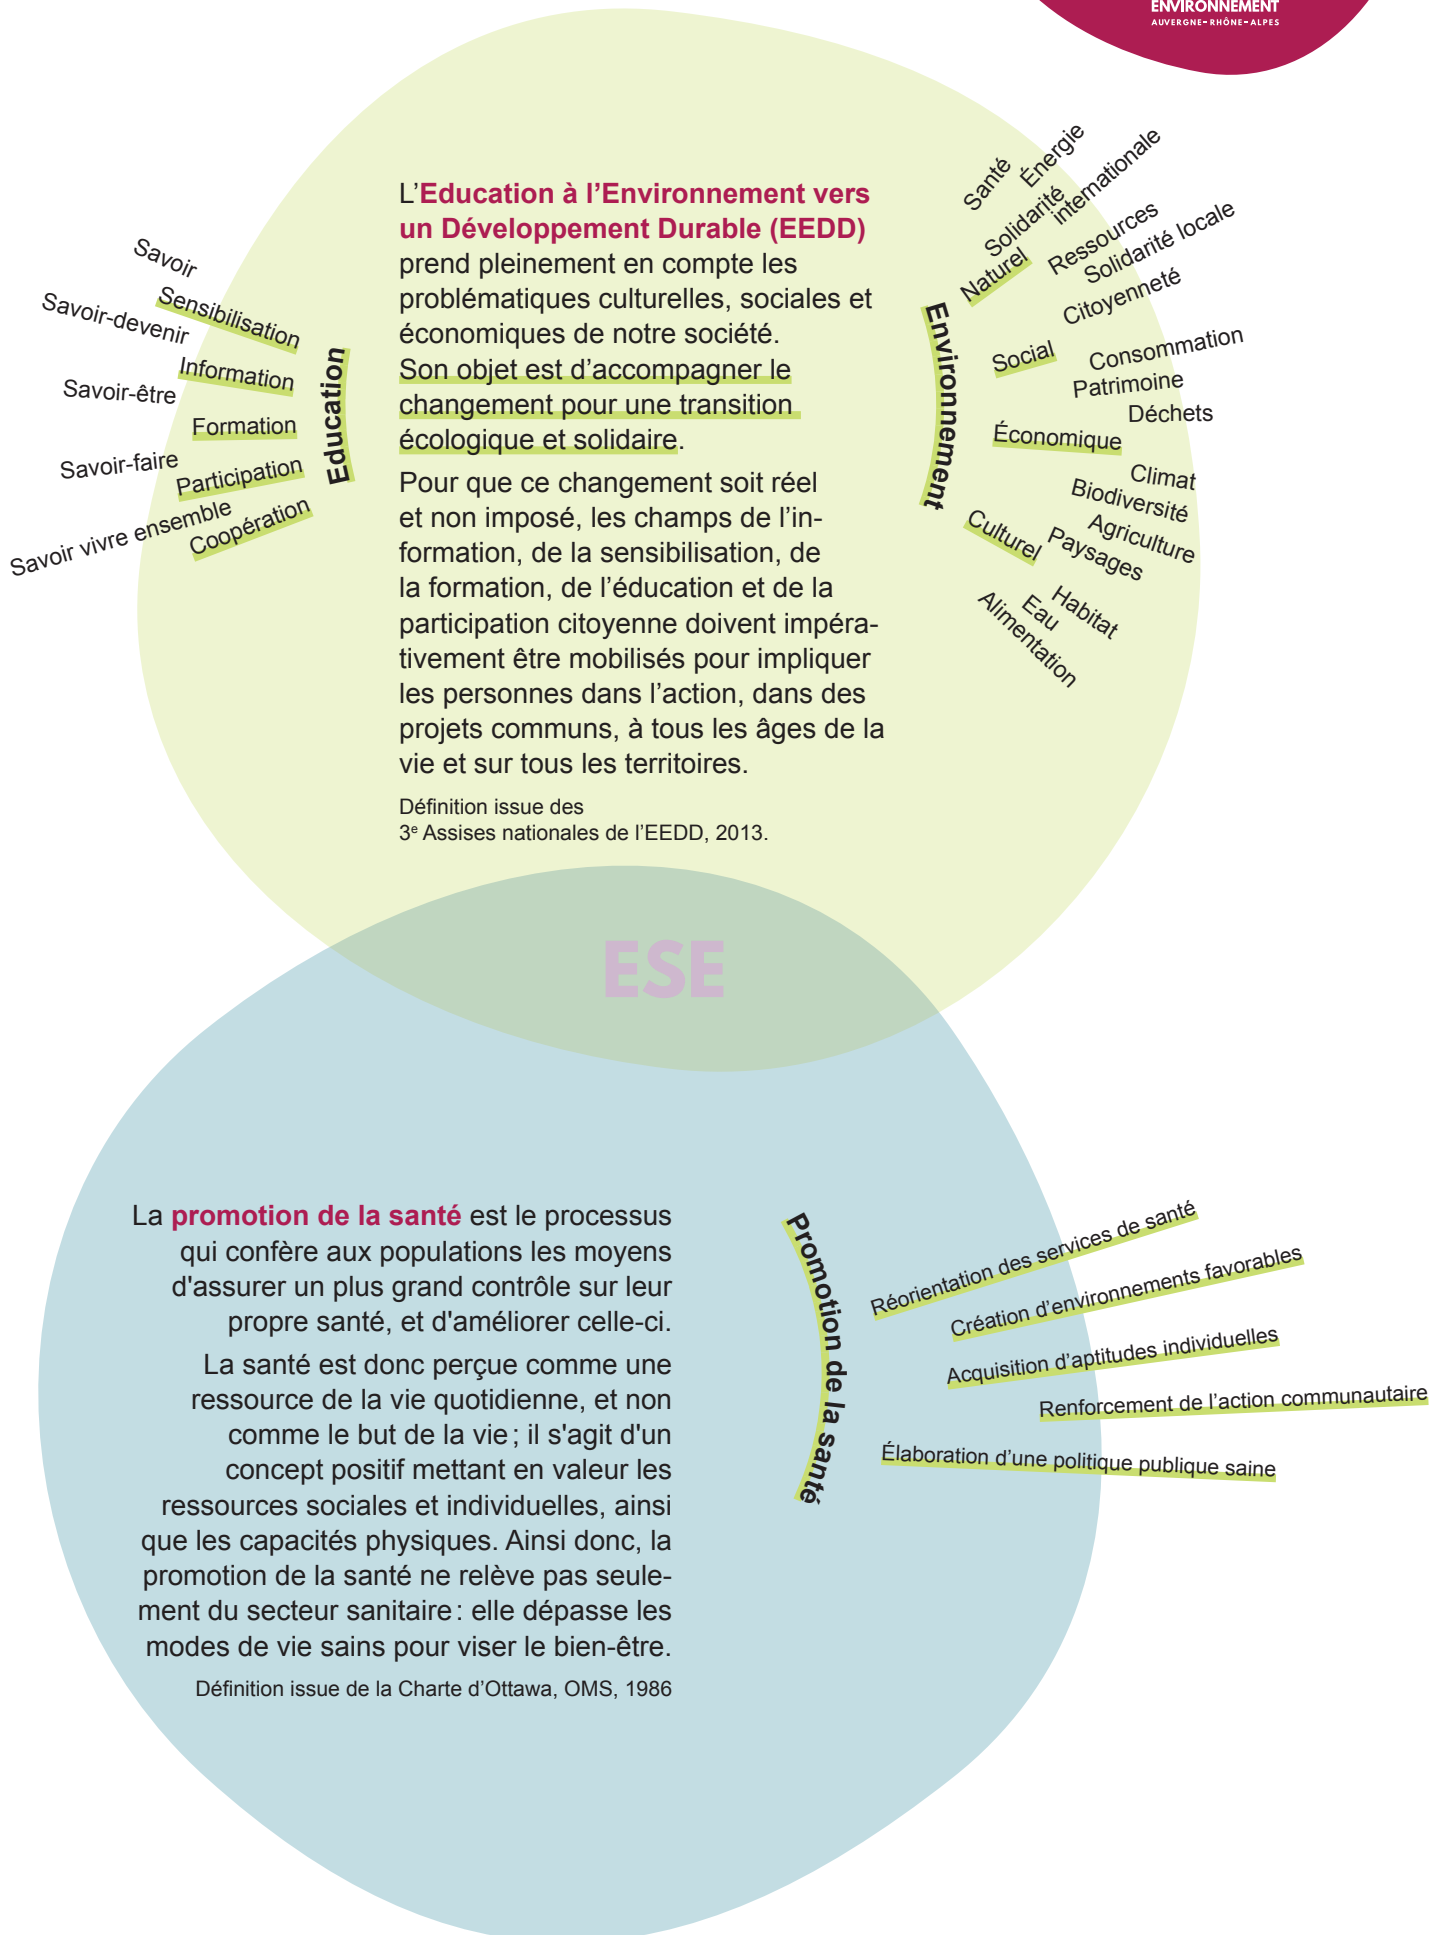 ENVIRONNEMENT
AUVERGNE-RHÔNE-ALPES
L'Education à l'Environnement vers
un Développement Durable (EEDD)
prend pleinement en compte les
problématiques culturelles, sociales et
économiques de notre société.
Son objet est d'accompagner le
changement pour une transition
écologique et solidaire.
Pour que ce changement soit réel
et non imposé, les champs de l'in-
formation, de la sensibilisation, de
la formation, de l'éducation et de la
participation citoyenne doivent impéra-
tivement être mobilisés pour impliquer
les personnes dans l'action, dans des
projets communs, à tous les âges de la
vie et sur tous les territoires.
Définition issue des
3e Assises nationales de l'EEDD, 2013.
Education
Sensibilisation
Information
Formation
Participation
Coopération
Savoir
Savoir-devenir
Savoir-être
Savoir-faire
Savoir vivre ensemble
Environnement
Naturel
Social
Économique
Culturel
Santé
Énergie
Solidarité
internationale
Ressources
Solidarité locale
Citoyenneté
Consommation
Patrimoine
Déchets
Climat
Biodiversité
Agriculture
Paysages
Habitat
Eau
Alimentation
ESE
La promotion de la santé est le processus
qui confère aux populations les moyens
d'assurer un plus grand contrôle sur leur
propre santé, et d'améliorer celle-ci.
La santé est donc perçue comme une
ressource de la vie quotidienne, et non
comme le but de la vie ; il s'agit d'un
concept positif mettant en valeur les
ressources sociales et individuelles, ainsi
que les capacités physiques. Ainsi donc, la
promotion de la santé ne relève pas seule-
ment du secteur sanitaire : elle dépasse les
modes de vie sains pour viser le bien-être.
Définition issue de la Charte d'Ottawa, OMS, 1986
Promotion de la santé
Réorientation des services de santé
Création d'environnements favorables
Acquisition d'aptitudes individuelles
Renforcement de l'action communautaire
Élaboration d'une politique publique saine